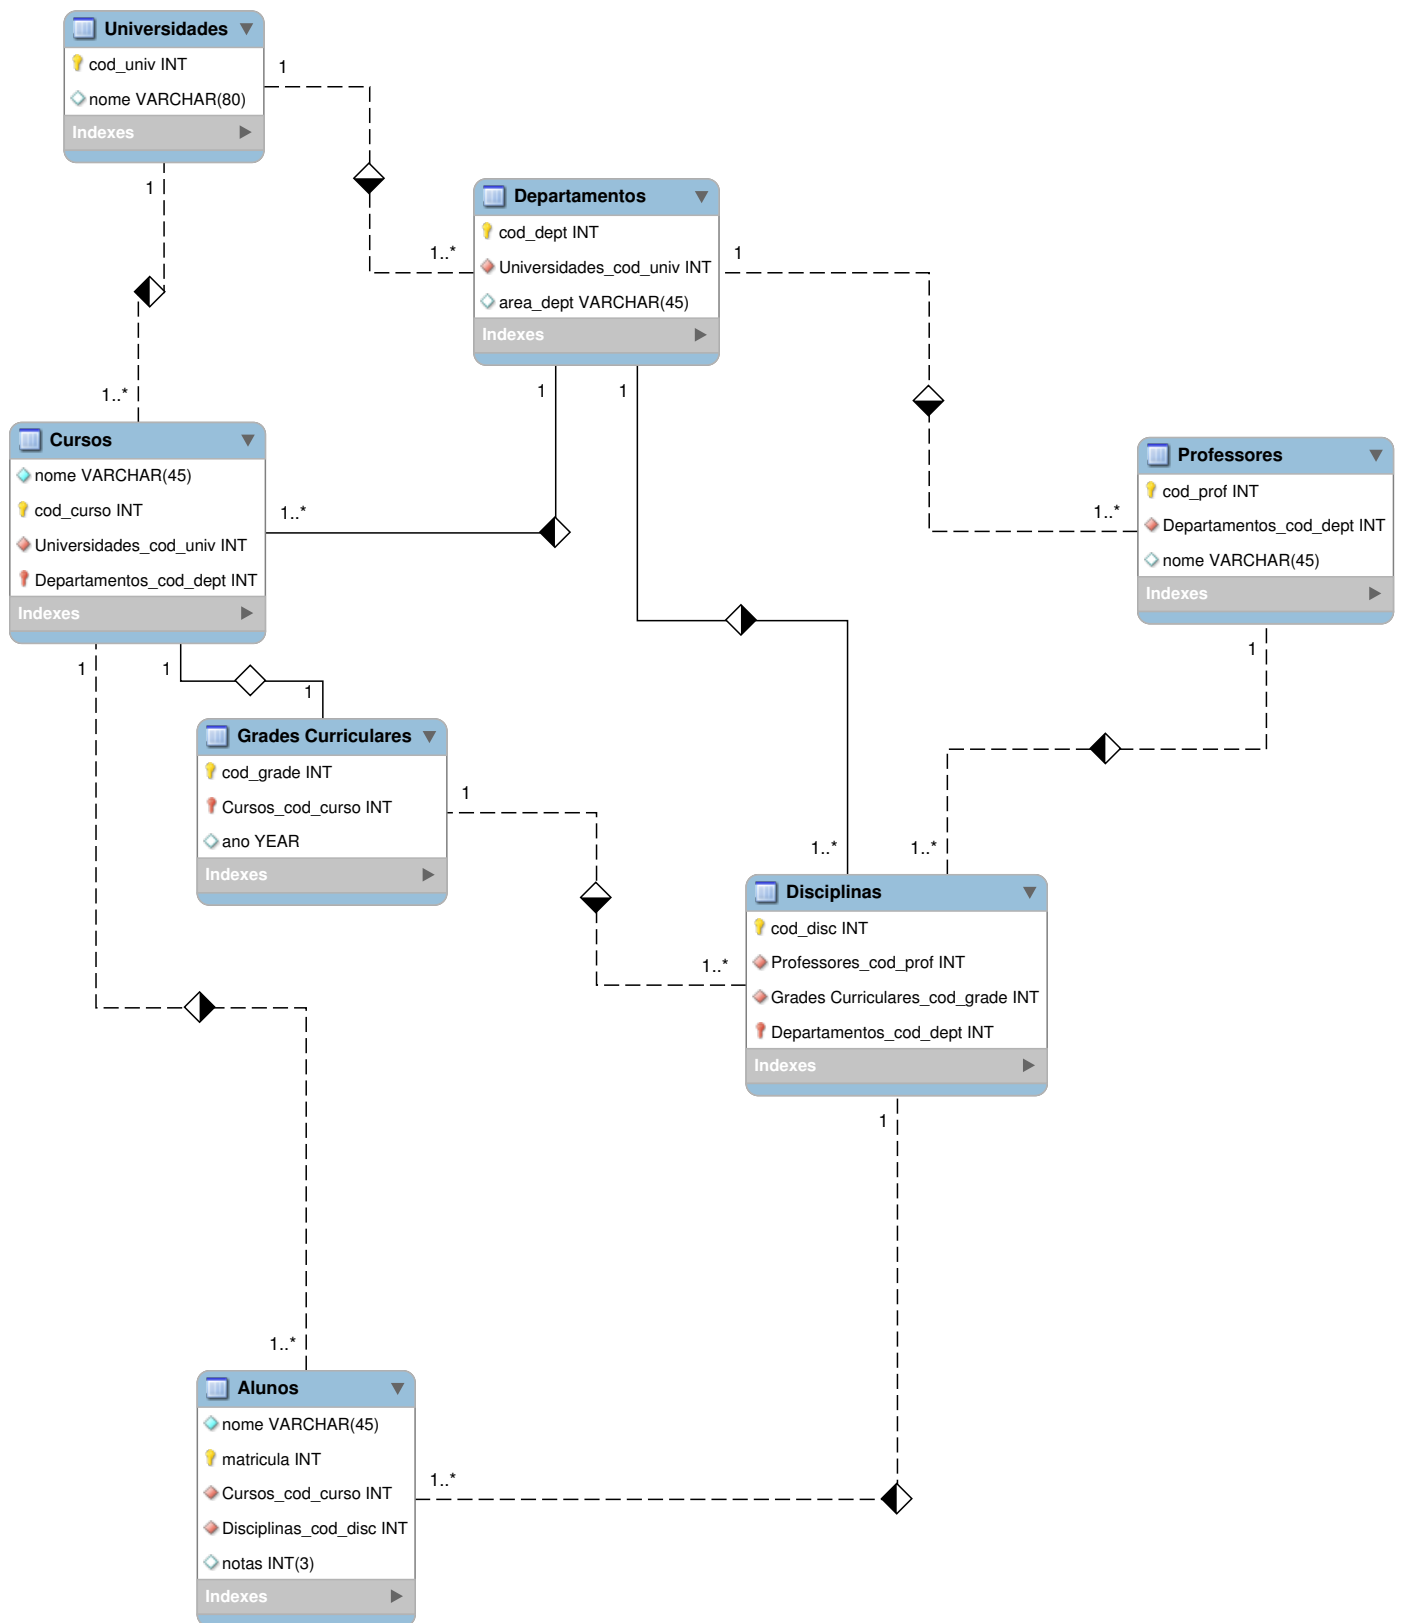 Universidades
cod_univ INT
nome VARCHAR(80)
Indexes
1
1
1..*
1..*
Departamentos
cod_dept INT
Universidades_cod_univ INT
area_dept VARCHAR(45)
Indexes
1
1
1
1..*
1..*
Cursos
nome VARCHAR(45)
cod_curso INT
Universidades_cod_univ INT
Departamentos_cod_dept INT
Indexes
Professores
cod_prof INT
Departamentos_cod_dept INT
nome VARCHAR(45)
Indexes
1
1
1
1
Grades Curriculares
cod_grade INT
Cursos_cod_curso INT
ano YEAR
Indexes
1
1..*
1..*
1..*
Disciplinas
cod_disc INT
Professores_cod_prof INT
Grades Curriculares_cod_grade INT
Departamentos_cod_dept INT
Indexes
1
1..*
1..*
Alunos
nome VARCHAR(45)
matricula INT
Cursos_cod_curso INT
Disciplinas_cod_disc INT
notas INT(3)
Indexes